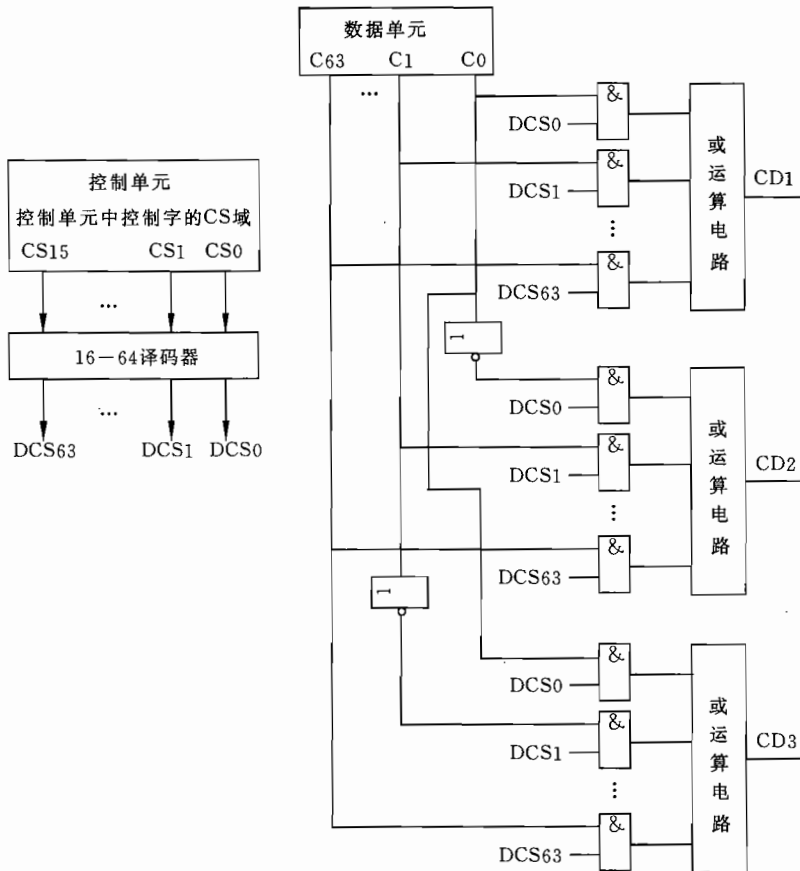 数据单元
C63 C1 C0
...
控制单元
控制单元中控制字的CS域
CS15 CS1 CS0
...
16-64译码器
...
DCS63 DCS1 DCS0
&
DCS0
&
DCS1
...
&
DCS63
或运算电路
CD1
1
&
DCS0
&
DCS1
...
&
DCS63
或运算电路
CD2
1
&
DCS0
&
DCS1
...
&
DCS63
或运算电路
CD3